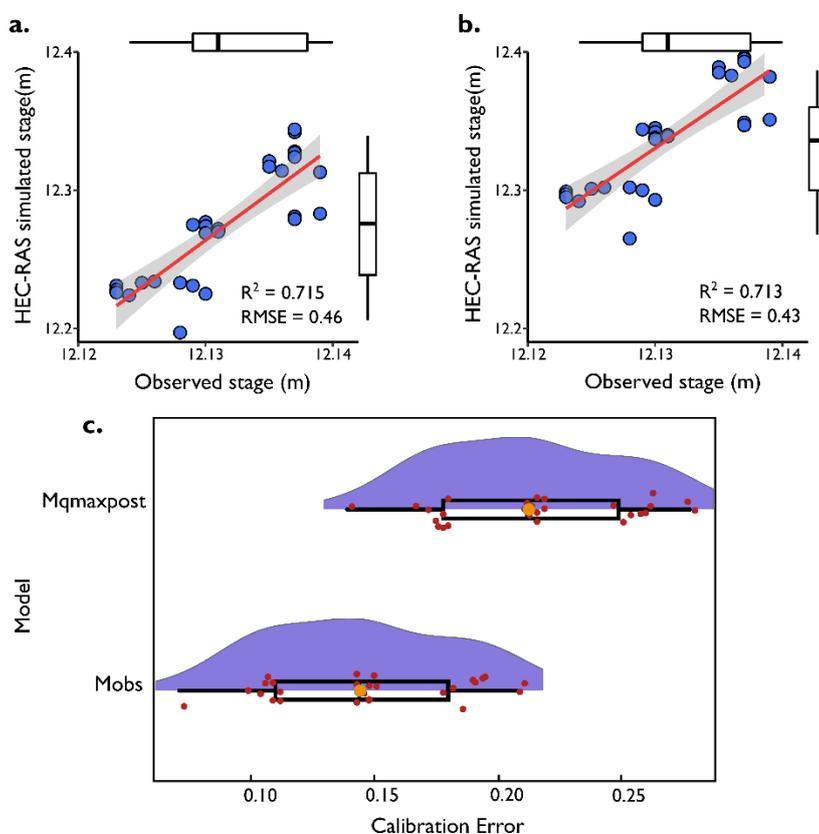 a.
12.4
12.3
12.2
HEC-RAS simulated stage(m)
R² = 0.715
RMSE = 0.46
12.12
12.13
12.14
Observed stage (m)
b.
12.4
12.3
12.2
HEC-RAS simulated stage(m)
R² = 0.713
RMSE = 0.43
12.12
12.13
12.14
Observed stage (m)
c.
Mqmaxpost
Model
Mobs
0.10
0.15
0.20
0.25
Calibration Error